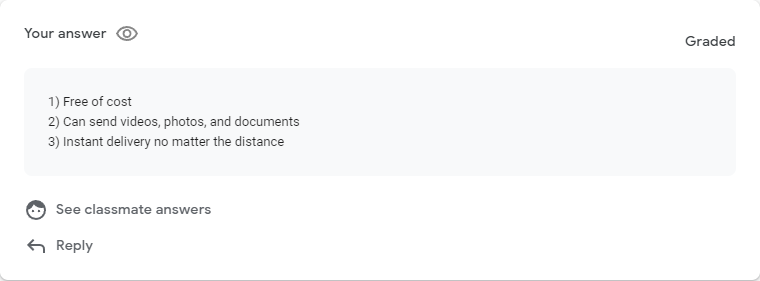 Your answer
Graded
1) Free of cost
2) Can send videos, photos, and documents
3) Instant delivery no matter the distance
See classmate answers
Reply